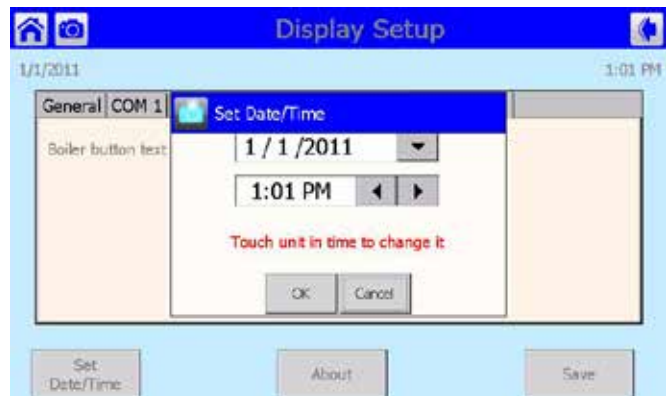 Display Setup
1/1/2011 1:01 PM
General COM 1
Set Date/Time
Boiler button text
1 / 1 /2011
1:01 PM
Touch unit in time to change it
OK Cancel
Set
Date/Time
About
Save